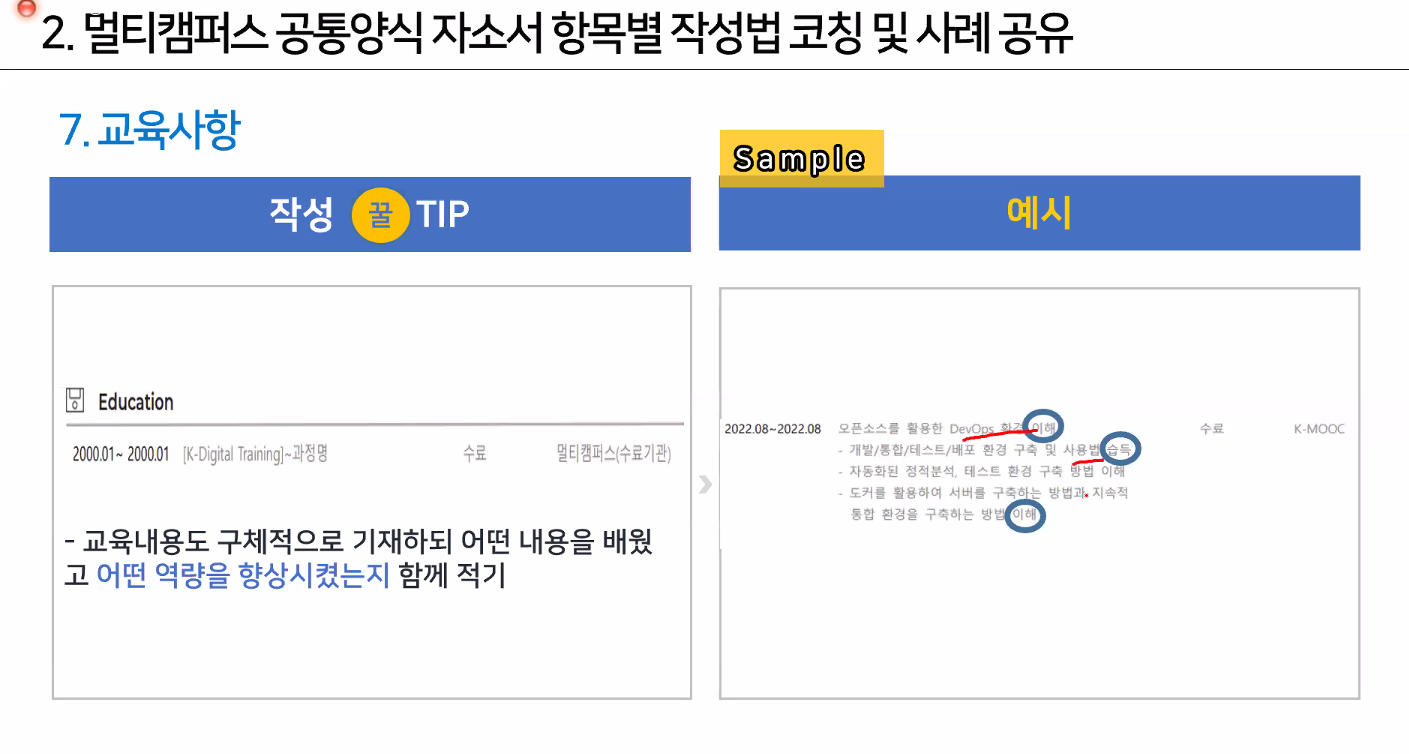 2. 멀티캠퍼스 공통양식 자소서 항목별 작성법 코칭 및 사례 공유
7. 교육사항
작성 꿀 TIP
Education
2000.01~ 2000.01 [K-Digital Training]~과정명 수료 멀티캠퍼스(수료기관)
- 교육내용도 구체적으로 기재하되 어떤 내용을 배웠
고 어떤 역량을 향상시켰는지 함께 적기
Sample
예시
2022.08~2022.08 오픈소스를 활용한 DevOps 환경 이해 수료 K-MOOC
- 개발/통합/테스트/배포 환경 구축 및 사용법 습득
- 자동화된 정적분석, 테스트 환경 구축 방법 이해
- 도커를 활용하여 서버를 구축하는 방법과 지속적
통합 환경을 구축하는 방법 이해